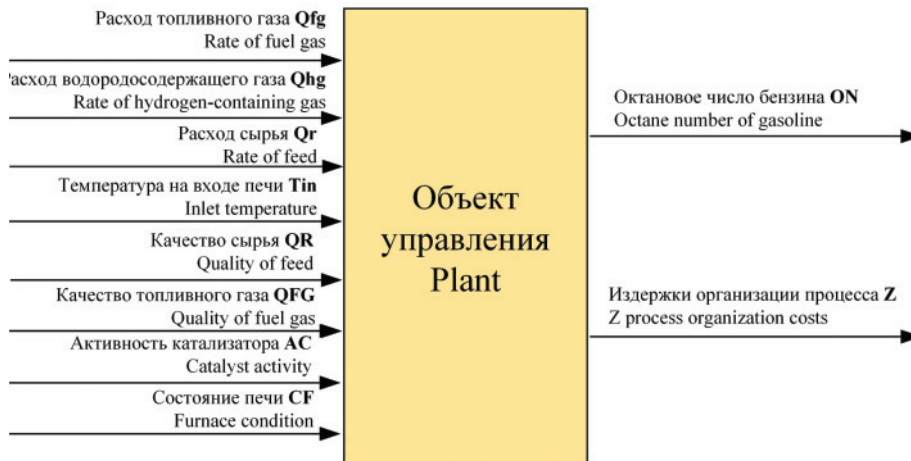 Расход топливного газа Qfg
Rate of fuel gas
Расход водородосодержащего газа Qhg
Rate of hydrogen-containing gas
Расход сырья Qr
Rate of feed
Температура на входе печи Tin
Inlet temperature
Качество сырья QR
Quality of feed
Качество топливного газа QFG
Quality of fuel gas
Активность катализатора AC
Catalyst activity
Состояние печи CF
Furnace condition
Объект
управления
Plant
Октановое число бензина ON
Octane number of gasoline
Издержки организации процесса Z
Z process organization costs